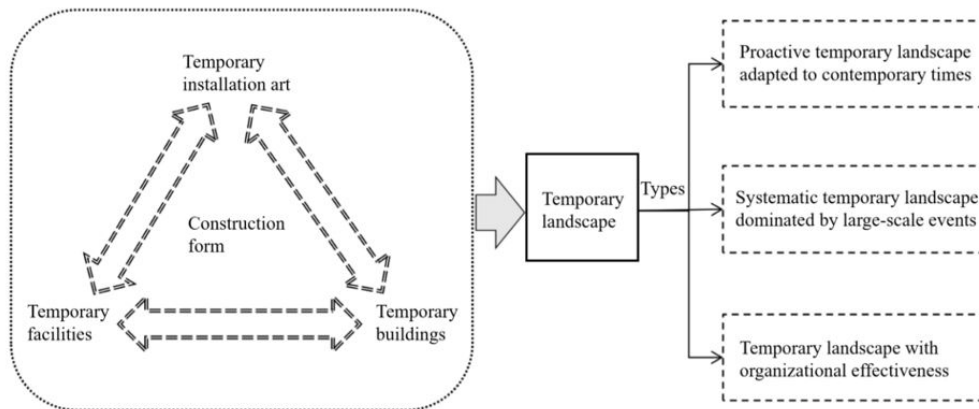 Temporary
installation art
Construction
form
Temporary
facilities
Temporary
buildings
Temporary
landscape
Types
Proactive temporary landscape
adapted to contemporary times
Systematic temporary landscape
dominated by large-scale events
Temporary landscape with
organizational effectiveness